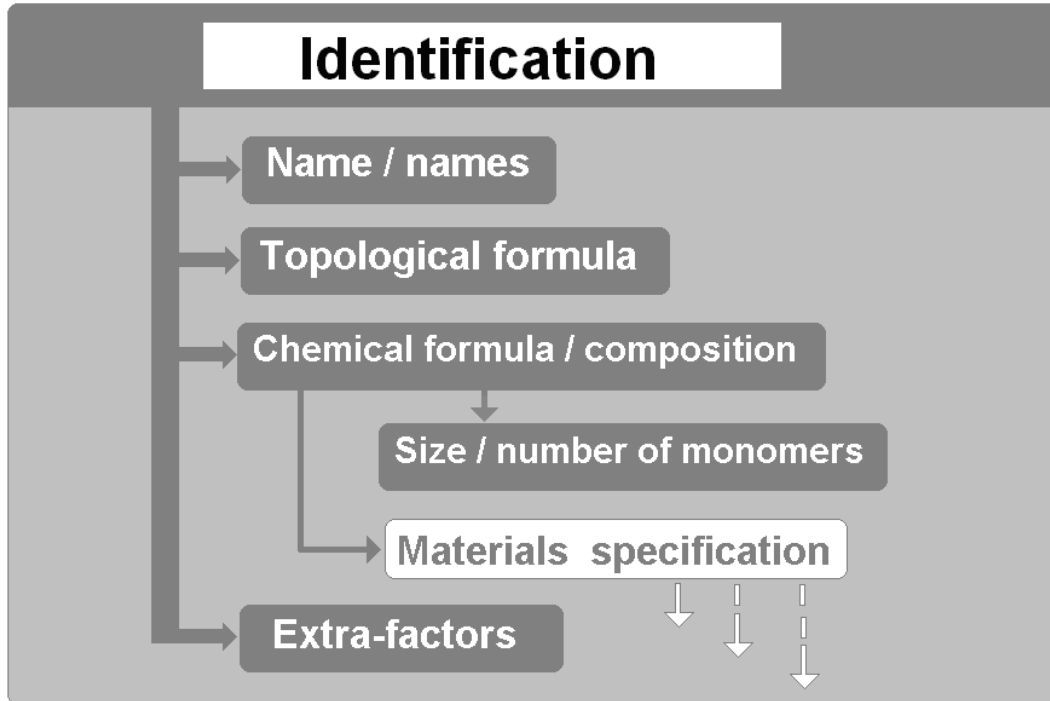 Identification
Name / names
Topological formula
Chemical formula / composition
Size / number of monomers
Materials specification
Extra-factors